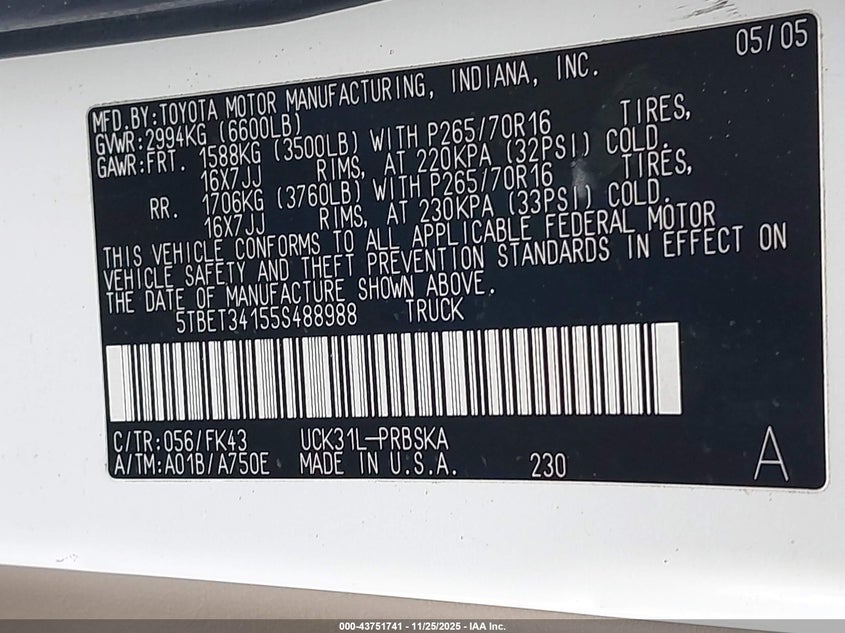 05/05
MFD.BY:TOYOTA MOTOR MANUFACTURING, INDIANA, INC.
GVWR:2994KG (6600LB)
GAWR:FRT. 1588KG (3500LB) WITH P265/70R16 TIRES,
16X7JJ RIMS, AT 220KPA (32PSI) COLD.
RR. 1706KG (3760LB) WITH P265/70R16 TIRES,
16X7JJ RIMS, AT 230KPA (33PSI) COLD.
THIS VEHICLE CONFORMS TO ALL APPLICABLE FEDERAL MOTOR
VEHICLE SAFETY AND THEFT PREVENTION STANDARDS IN EFFECT ON
THE DATE OF MANUFACTURE SHOWN ABOVE.
5TBET34155S488988 TRUCK
C/TR:056/FK43 UCK31L-PRBSKA
A/TM:A01B/A750E MADE IN U.S.A. 230 A
000-43751741 - 11/25/2025 - IAA Inc.